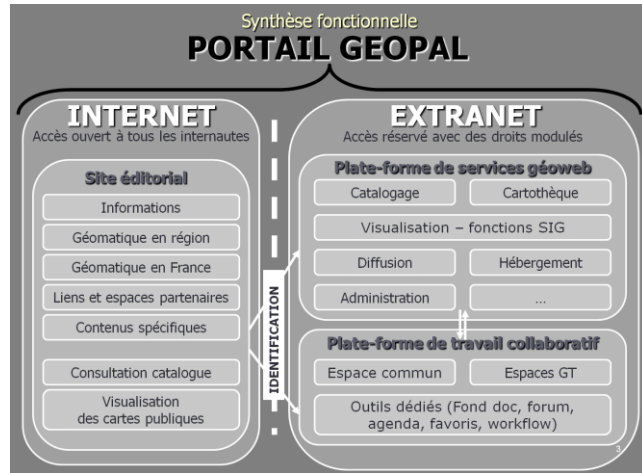 Synthèse fonctionnelle
PORTAIL GEOPAL
INTERNET
Accès ouvert à tous les internautes
Site éditorial
Informations
Géomatique en région
Géomatique en France
Liens et espaces partenaires
Contenus spécifiques
Consultation catalogue
Visualisation
des cartes publiques
IDENTIFICATION
EXTRANET
Accès réservé avec des droits modulés
Plate-forme de services géoweb
Catalogage
Cartothèque
Visualisation – fonctions SIG
Diffusion
Hébergement
Administration
...
Plate-forme de travail collaboratif
Espace commun
Espaces GT
Outils dédiés (Fond doc, forum,
agenda, favoris, workflow)
3